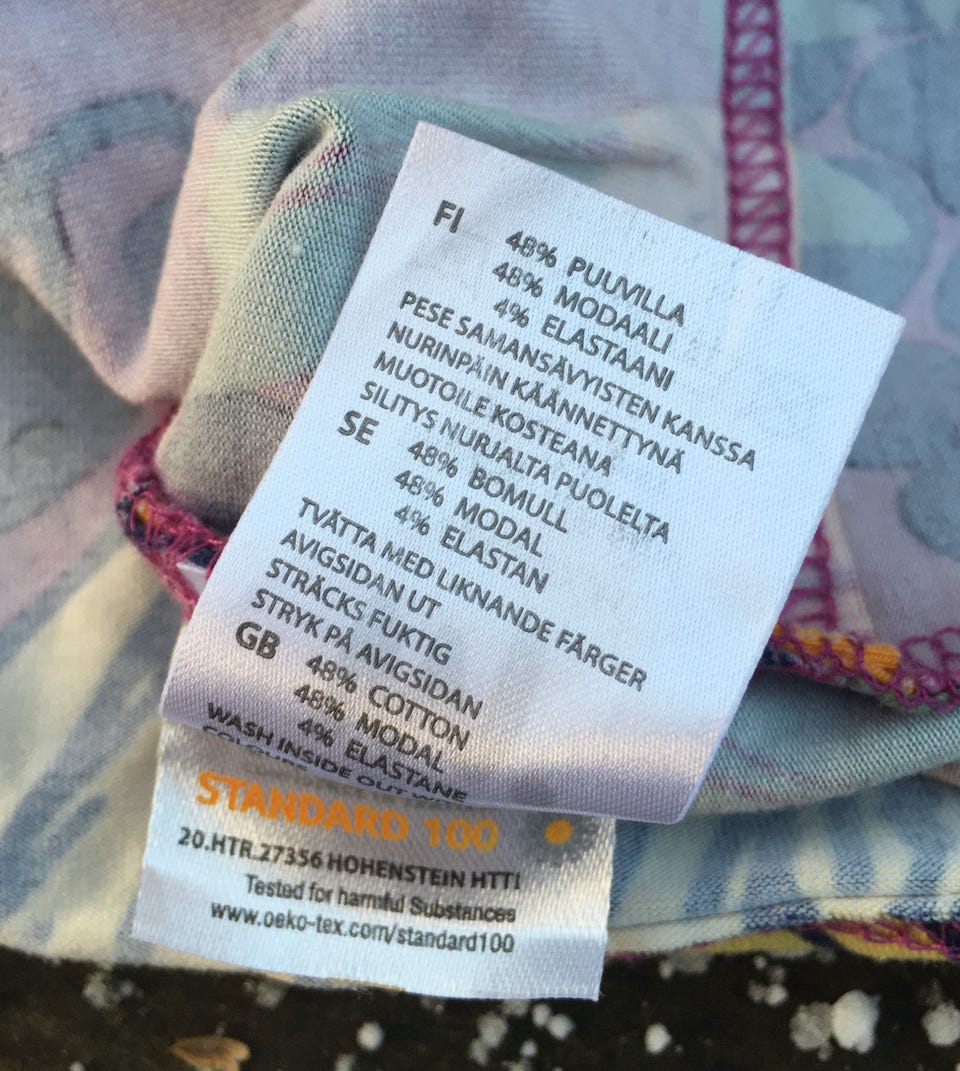 FI
48% PUUVILLA
48% MODAALI
4% ELASTAANI
PESE SAMANSÄVYISTEN KANSSA
NURINPÄIN KÄÄNNETTYNÄ
MUOTOILE KOSTEANA
SILITYS NURJALTA PUOLELTA
SE
48% BOMULL
48% MODAL
4% ELASTAN
TVÄTTA MED LIKNANDE FÄRGER
AVIGSIDAN UT
STRÄCKS FUKTIG
STRYK PÅ AVIGSIDAN
GB
48% COTTON
48% MODAL
4% ELASTANE
WASH INSIDE OUT
STANDARD 100
20.HTR.27356 HOHENSTEIN HTTI
Tested for harmful Substances
www.oeko-tex.com/standard100